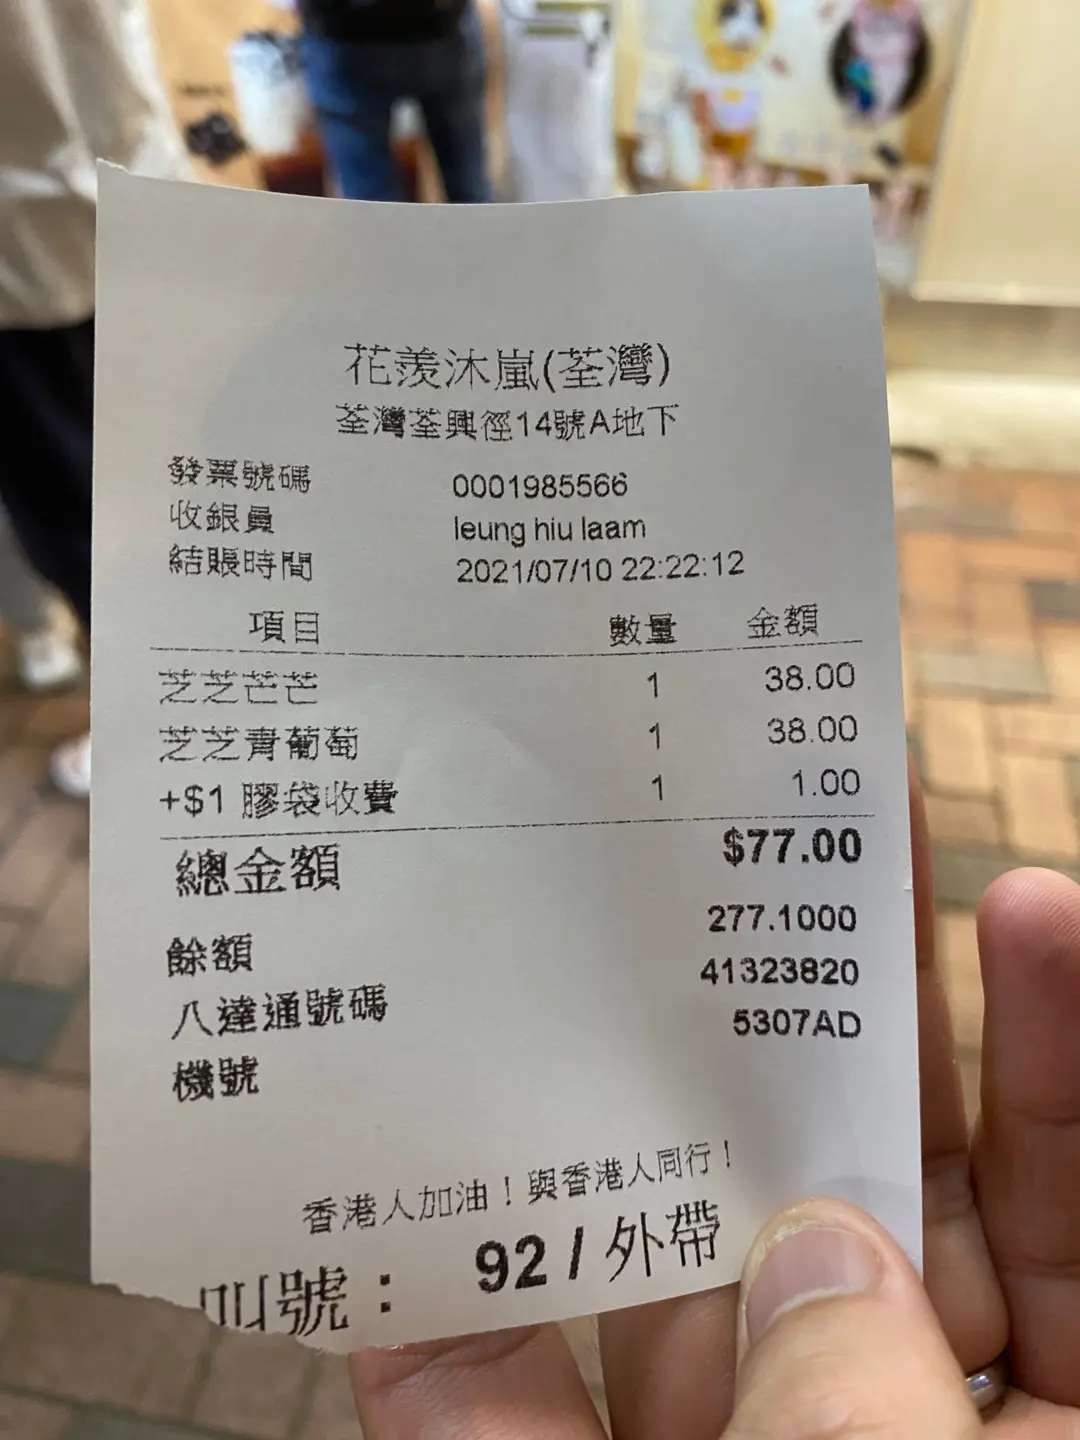 花羨沐嵐(荃灣)
荃灣荃興徑14號A地下
發票號碼 0001985566
收銀員 leung hiu laam
結賬時間 2021/07/10 22:22:12
項目 數量 金額
芝芝芒芒 1 38.00
芝芝青葡萄 1 38.00
+$1 膠袋收費 1 1.00
總金額 $77.00
餘額 277.1000
八達通號碼 41323820
機號 5307AD
香港人加油！與香港人同行！
叫號： 92 / 外帶